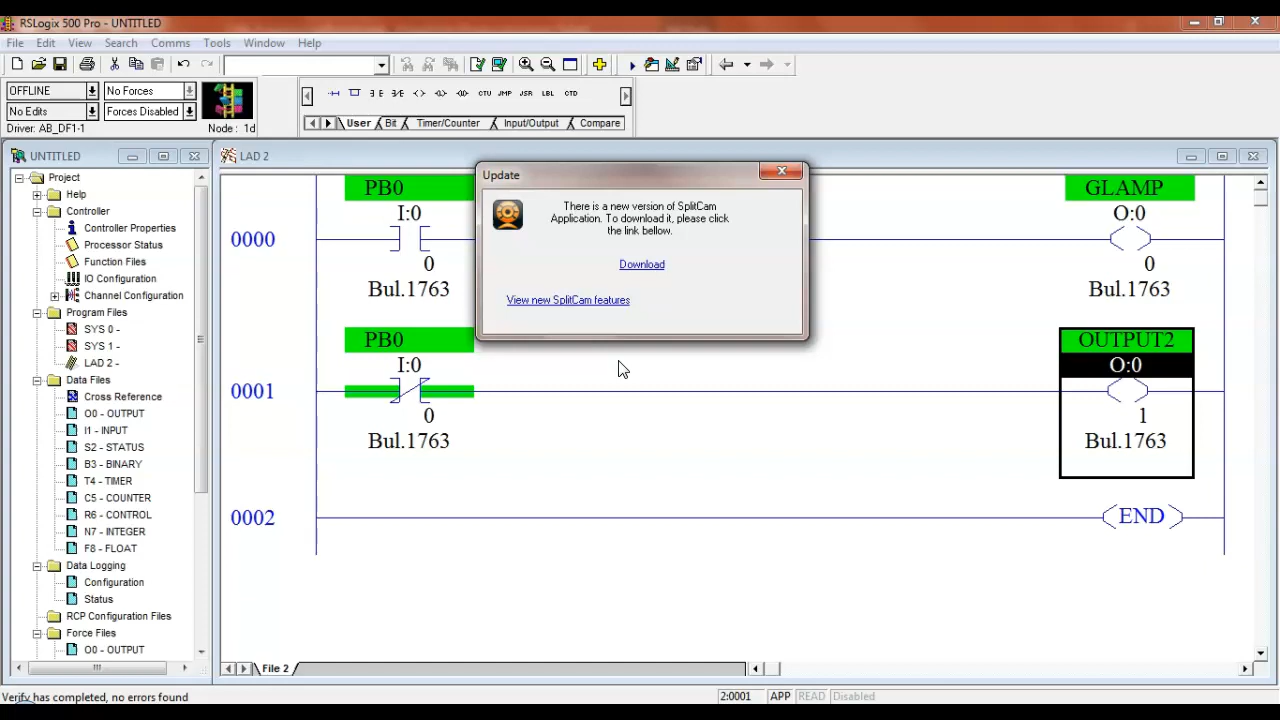 RSLogix 500 Pro - UNTITLED
File Edit View Search Comms Tools Window Help
OFFLINE No Forces
No Edits Forces Disabled
Driver: AB_DF1-1 Node : 1d
CTU JMP JSR LBL CTD
User Bit Timer/Counter Input/Output Compare
UNTITLED
Project
Help
Controller
Controller Properties
Processor Status
Function Files
IO Configuration
Channel Configuration
Program Files
SYS 0 -
SYS 1 -
LAD 2 -
Data Files
Cross Reference
O0 - OUTPUT
I1 - INPUT
S2 - STATUS
B3 - BINARY
T4 - TIMER
C5 - COUNTER
R6 - CONTROL
N7 - INTEGER
F8 - FLOAT
Data Logging
Configuration
Status
RCP Configuration Files
Force Files
O0 - OUTPUT
LAD 2
PB0 GLAMP
I:0 O:0
0000
0 0
Bul.1763 Bul.1763
PB0 OUTPUT2
I:0 O:0
0001
0 1
Bul.1763 Bul.1763
0002 END
File 2
Update
There is a new version of SplitCam
Application. To download it, please click
the link bellow.
Download
View new SplitCam features
Verify has completed, no errors found 2:0001 APP READ Disabled